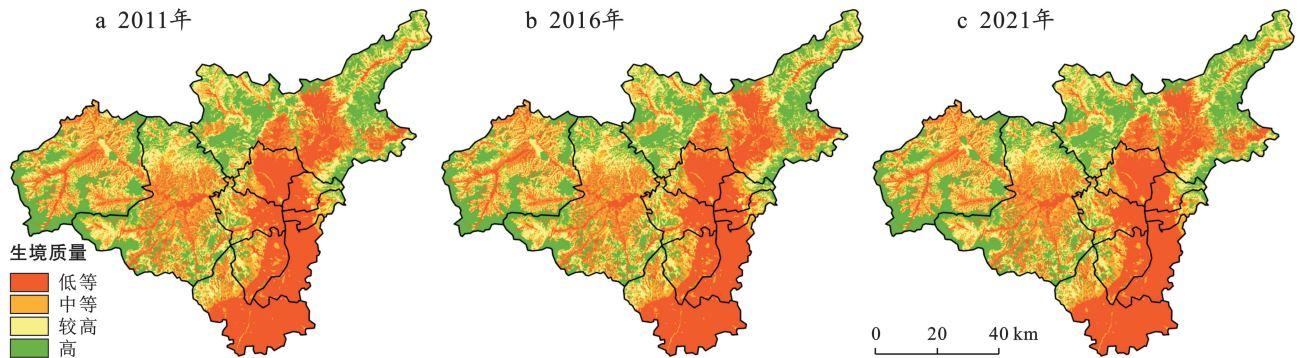 a 2011年
b 2016年
c 2021年
生境质量
低等
中等
较高
高
0 20 40 km